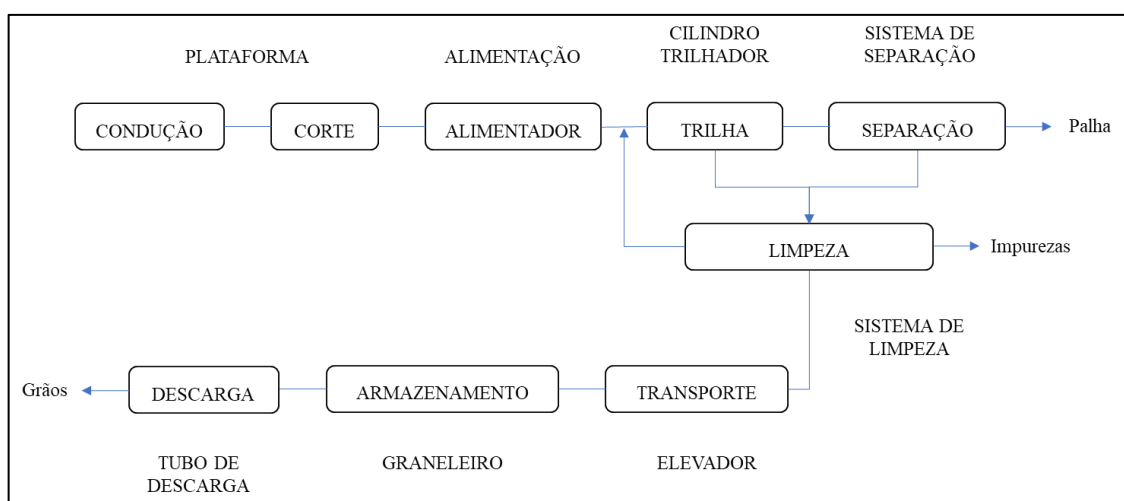 PLATAFORMA
ALIMENTAÇÃO
CILINDRO
TRILHADOR
SISTEMA DE
SEPARAÇÃO
CONDUÇÃO
CORTE
ALIMENTADOR
TRILHA
SEPARAÇÃO
Palha
LIMPEZA
Impurezas
SISTEMA DE
LIMPEZA
Grãos
DESCARGA
ARMAZENAMENTO
TRANSPORTE
TUBO DE
DESCARGA
GRANELEIRO
ELEVADOR